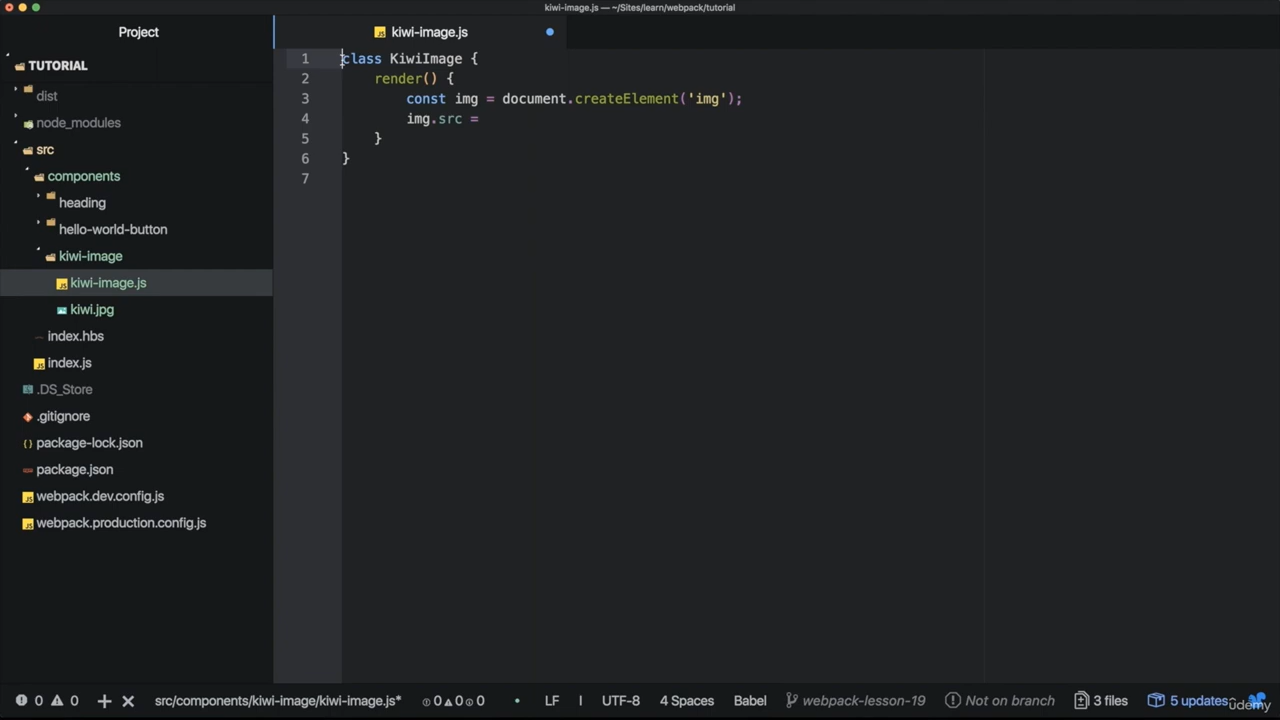 kiwi-image.js — ~/Sites/learn/webpack/tutorial
Project
kiwi-image.js
TUTORIAL
dist
node_modules
src
components
heading
hello-world-button
kiwi-image
kiwi-image.js
kiwi.jpg
index.hbs
index.js
.DS_Store
.gitignore
package-lock.json
package.json
webpack.dev.config.js
webpack.production.config.js
1 class KiwiImage {
2 render() {
3 const img = document.createElement('img');
4 img.src =
5 }
6 }
7
0 0 src/components/kiwi-image/kiwi-image.js* 0 0 0 LF UTF-8 4 Spaces Babel webpack-lesson-19 Not on branch 3 files 5 updates
udemy